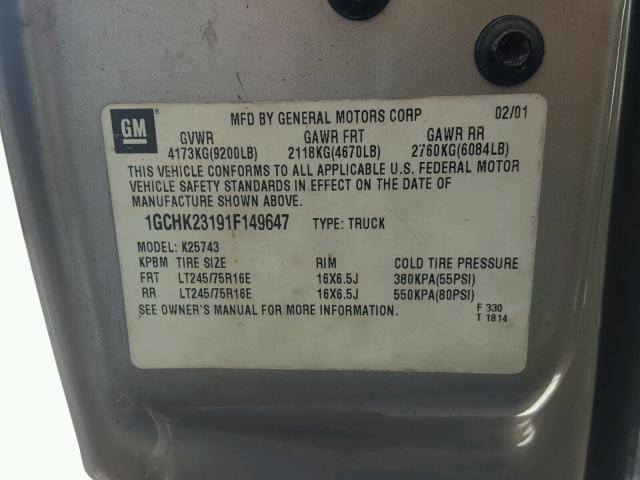 GM
MFD BY GENERAL MOTORS CORP 02/01
GVWR GAWR FRT GAWR RR
4173KG(9200LB) 2118KG(4670LB) 2760KG(6084LB)
THIS VEHICLE CONFORMS TO ALL APPLICABLE U.S. FEDERAL MOTOR
VEHICLE SAFETY STANDARDS IN EFFECT ON THE DATE OF
MANUFACTURE SHOWN ABOVE.
1GCHK23191F149647 TYPE: TRUCK
MODEL: K25743
KPBM TIRE SIZE RIM COLD TIRE PRESSURE
FRT LT245/75R16E 16X6.5J 380KPA(55PSI)
RR LT245/75R16E 16X6.5J 550KPA(80PSI)
SEE OWNER'S MANUAL FOR MORE INFORMATION.
F 330
T 1814